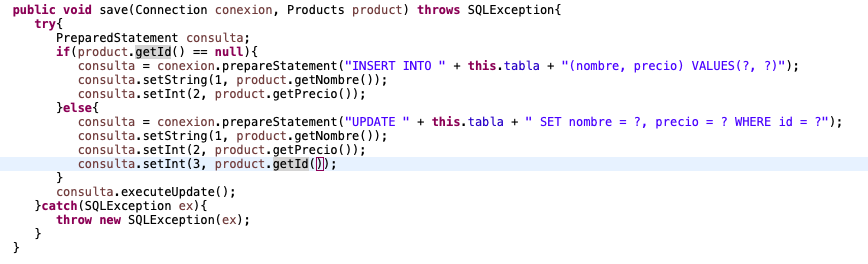 public void save(Connection conexion, Products product) throws SQLException{
try{
PreparedStatement consulta;
if(product.getId() == null){
consulta = conexion.prepareStatement("INSERT INTO " + this.tabla + "(nombre, precio) VALUES(?, ?)");
consulta.setString(1, product.getNombre());
consulta.setInt(2, product.getPrecio());
}else{
consulta = conexion.prepareStatement("UPDATE " + this.tabla + " SET nombre = ?, precio = ? WHERE id = ?");
consulta.setString(1, product.getNombre());
consulta.setInt(2, product.getPrecio());
consulta.setInt(3, product.getId());
}
consulta.executeUpdate();
}catch(SQLException ex){
throw new SQLException(ex);
}
}